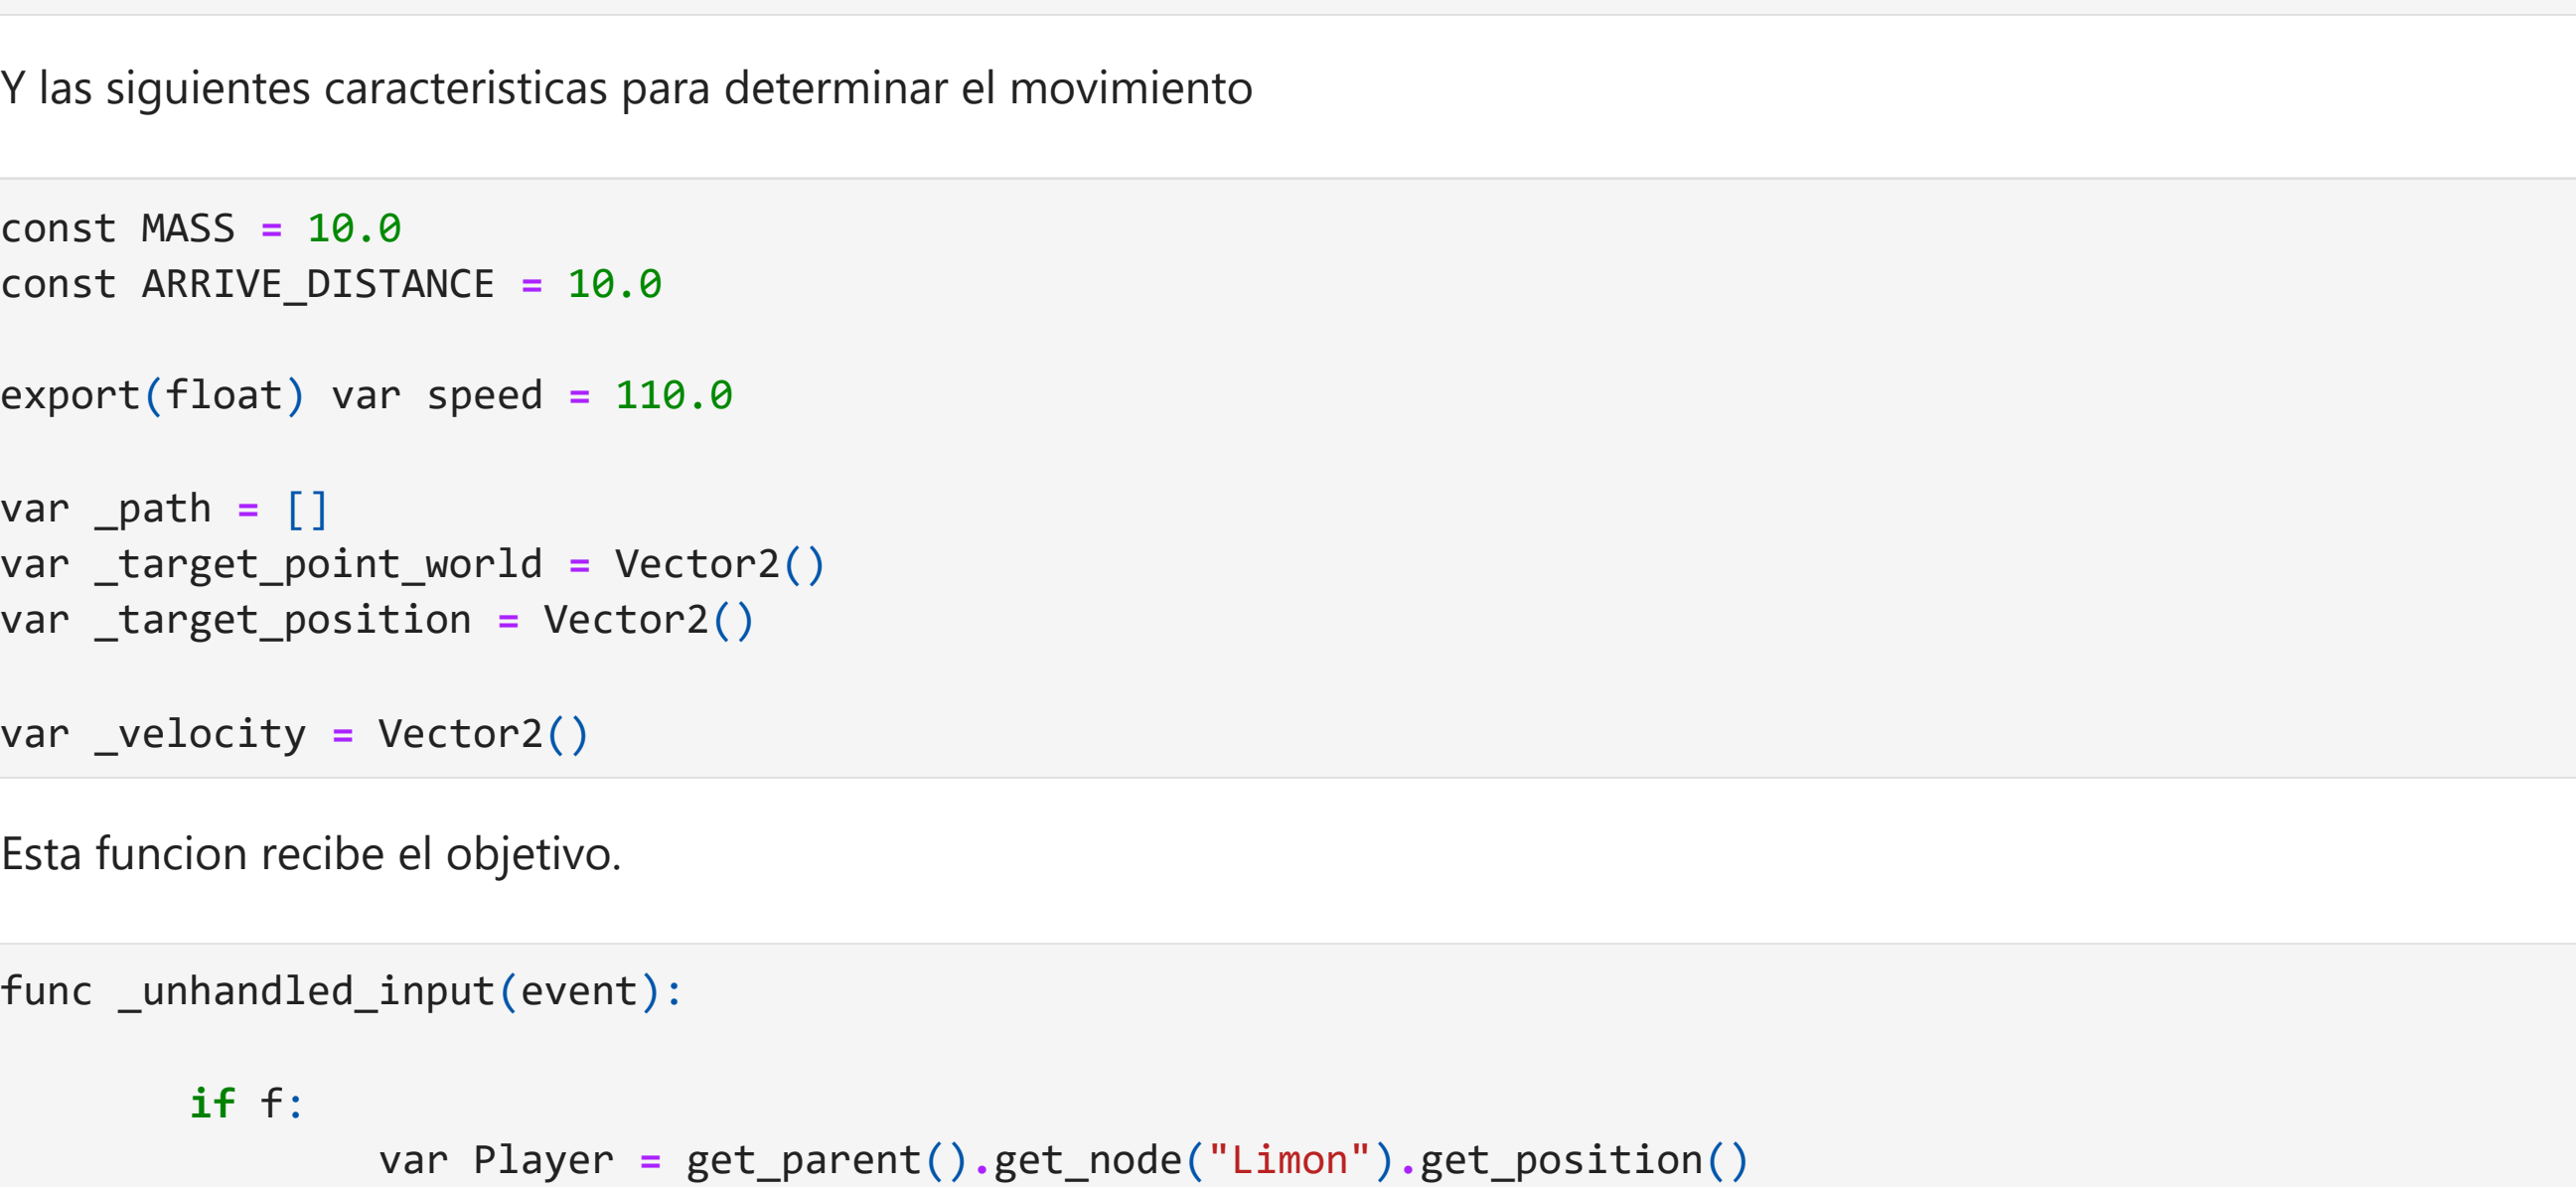 Y las siguientes caracteristicas para determinar el movimiento
const MASS = 10.0
const ARRIVE_DISTANCE = 10.0
export(float) var speed = 110.0
var _path = []
var _target_point_world = Vector2()
var _target_position = Vector2()
var _velocity = Vector2()
Esta funcion recibe el objetivo.
func _unhandled_input(event):
if f:
var Player = get_parent().get_node("Limon").get_position()